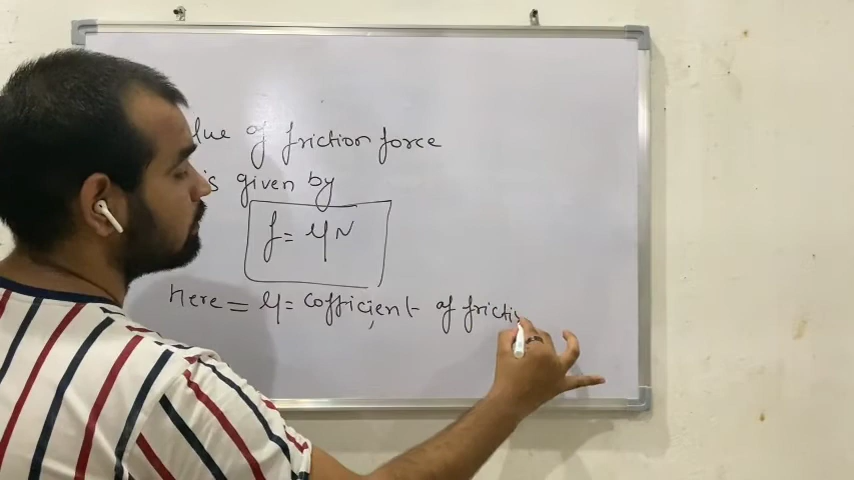 lue of friction force
is given by
f = μN
Here = μ = Cofficient of frictio